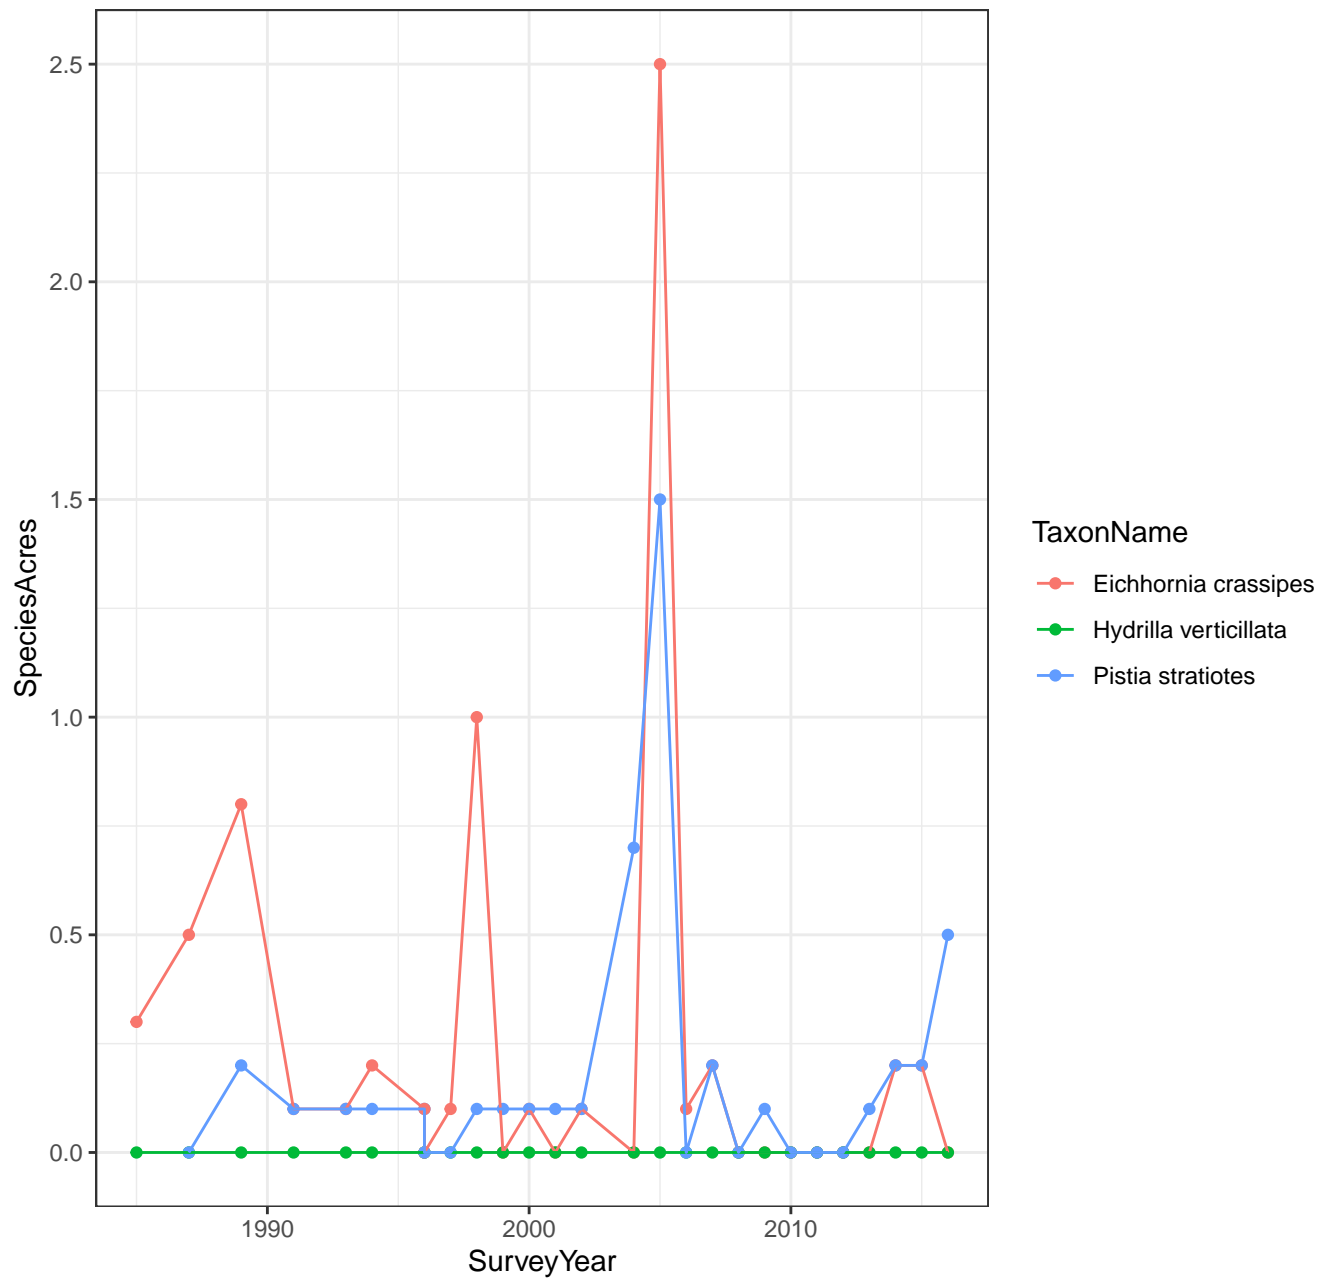 2.5
2.0
1.5
1.0
0.5
0.0
SpeciesAcres
1990
2000
2010
SurveyYear
TaxonName
Eichhornia crassipes
Hydrilla verticillata
Pistia stratiotes